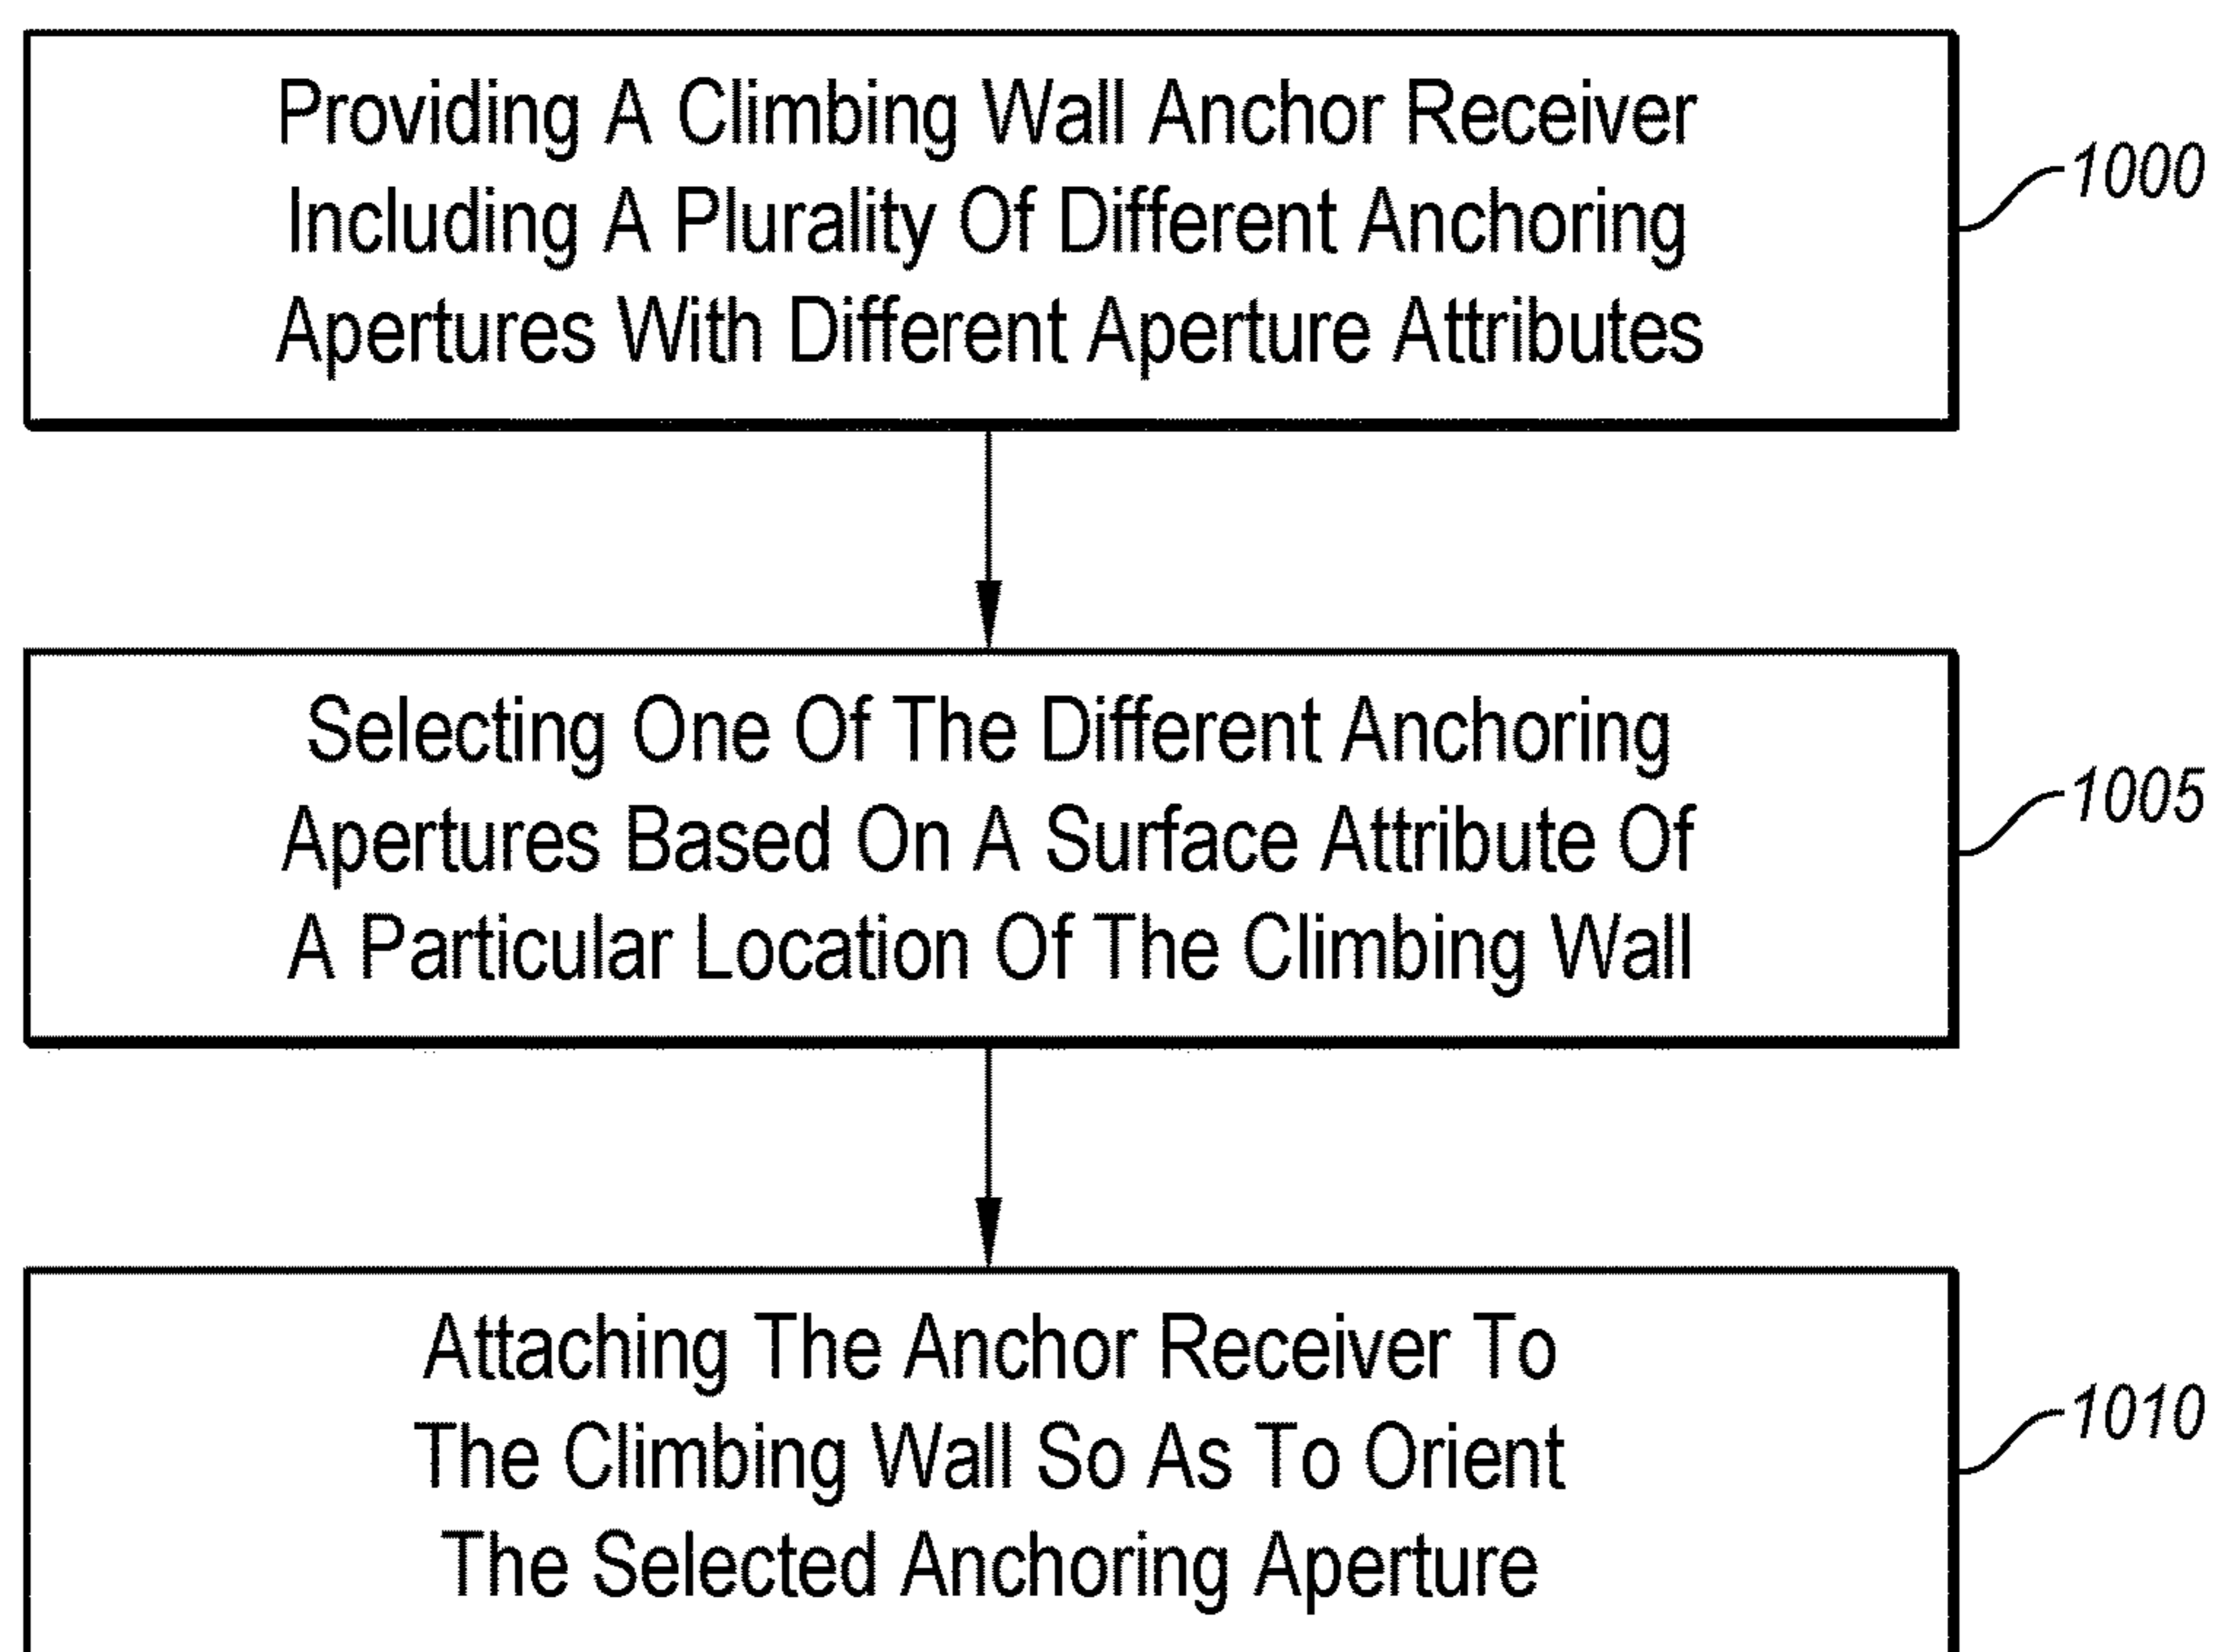 Providing A Climbing Wall Anchor Receiver
Including A Plurality Of Different Anchoring
Apertures With Different Aperture Attributes
1000
Selecting One Of The Different Anchoring
Apertures Based On A Surface Attribute Of
A Particular Location Of The Climbing Wall
1005
Attaching The Anchor Receiver To
The Climbing Wall So As To Orient
The Selected Anchoring Aperture
1010